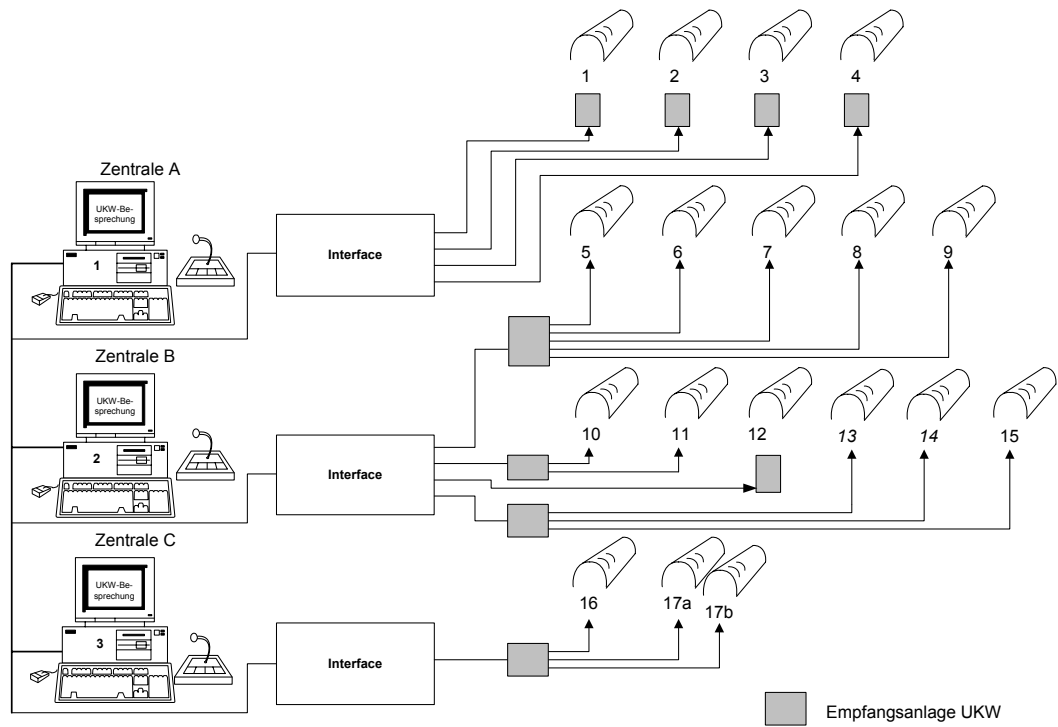 1 2 3 4
Zentrale A
UKW-Be-
sprechung
1
Interface
5 6 7 8 9
Zentrale B
UKW-Be-
sprechung
2
Interface
10 11 12 13 14 15
Zentrale C
UKW-Be-
sprechung
3
Interface
16 17a 17b
Empfangsanlage UKW